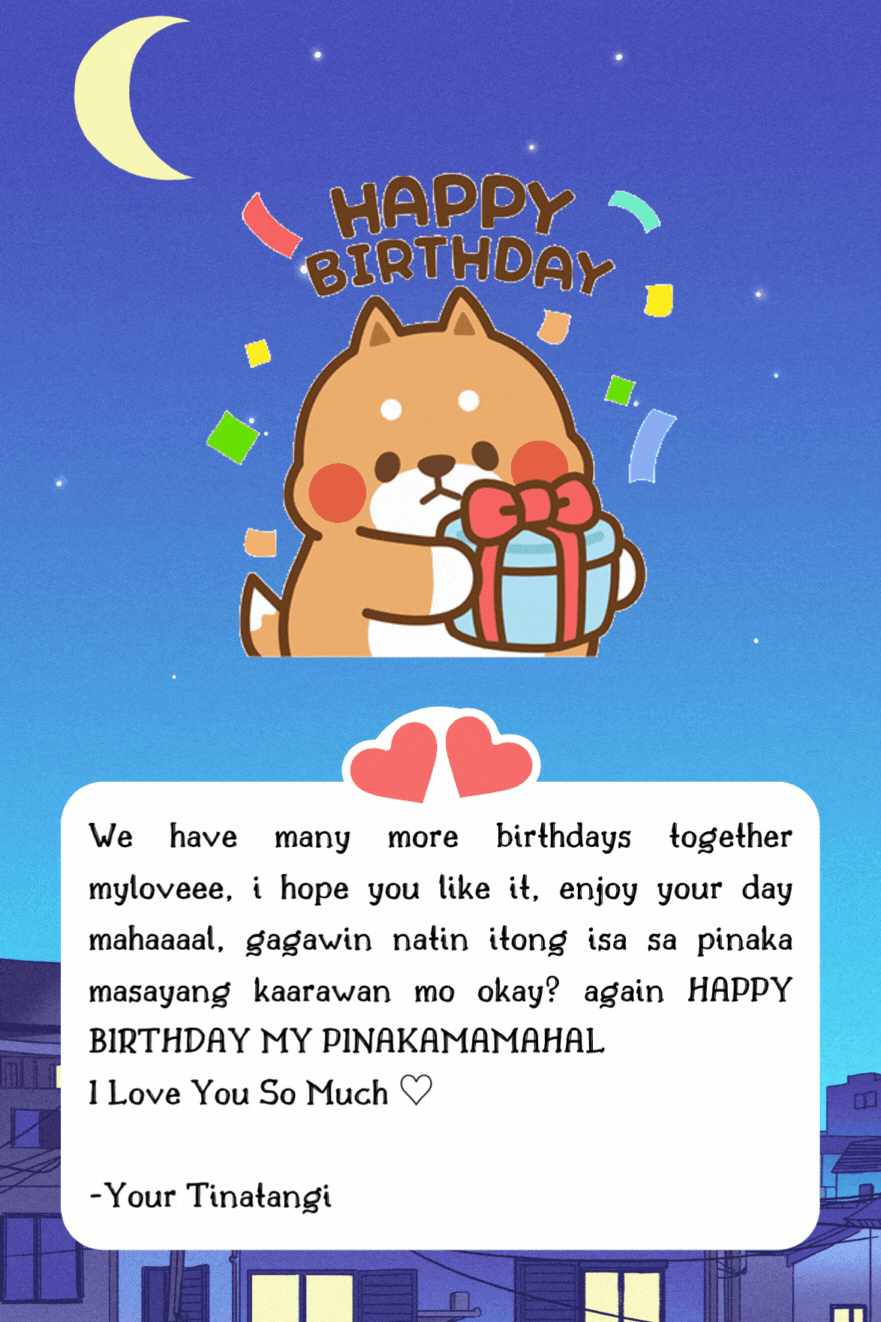 HAPPY
BIRTHDAY
We have many more birthdays together
myloveee, i hope you like it, enjoy your day
mahaaaal, gagawin natin itong isa sa pinaka
masayang kaarawan mo okay? again HAPPY
BIRTHDAY MY PINAKAMAMAHAL
I Love You So Much ♡
-Your Tinatangi